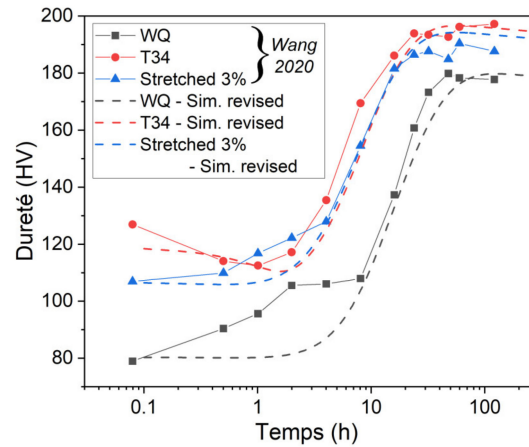 200
180
160
140
120
100
80
Dureté (HV)
WQ
T34
Stretched 3%
Wang
2020
WQ - Sim. revised
T34 - Sim. revised
Stretched 3%
- Sim. revised
0.1
1
10
100
Temps (h)